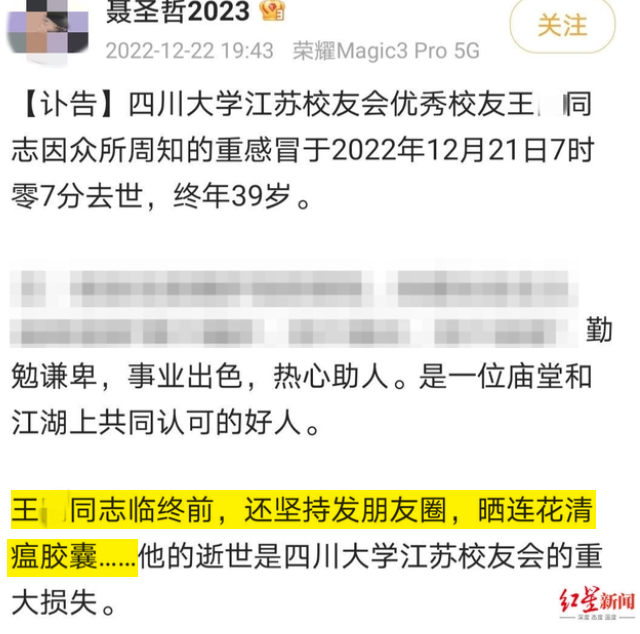 聂圣哲2023
2022-12-22 19:43 荣耀Magic3 Pro 5G
关注
【讣告】四川大学江苏校友会优秀校友王 同
志因众所周知的重感冒于2022年12月21日7时
零7分去世，终年39岁。
勤
勉谦卑，事业出色，热心助人。是一位庙堂和
江湖上共同认可的好人。
王 同志临终前，还坚持发朋友圈，晒连花清
瘟胶囊……他的逝世是四川大学江苏校友会的重
大损失。
红星新闻
深度 态度 温度